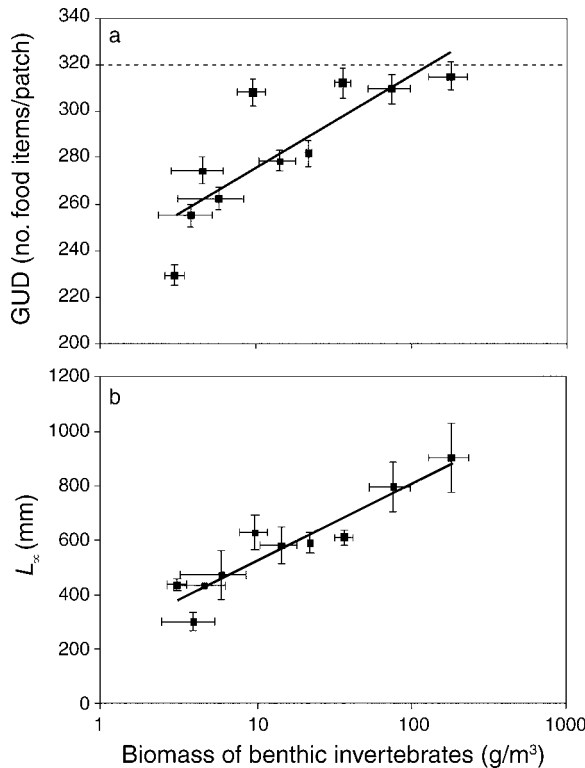 340
a
320
300
280
260
240
220
200
GUD (no. food items/patch)
1200
b
1000
800
600
400
200
0
L∞ (mm)
1 10 100 1000
Biomass of benthic invertebrates (g/m³)